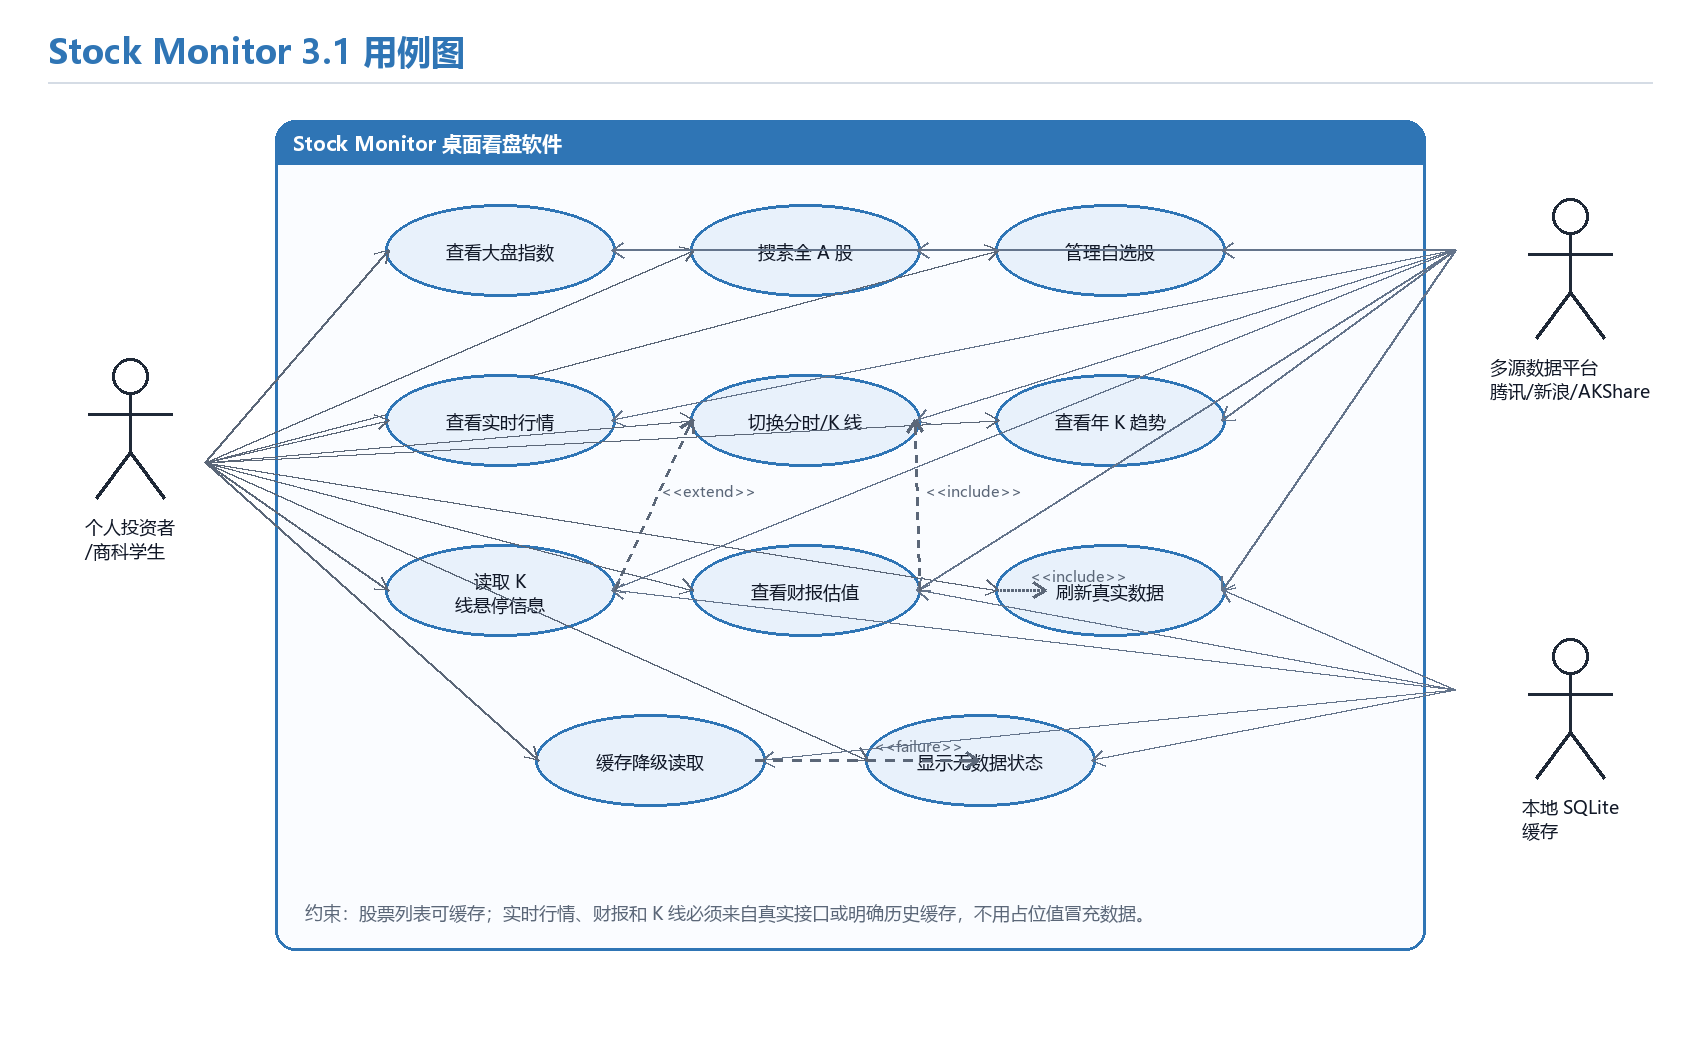 Stock Monitor 3.1 用例图
Stock Monitor 桌面看盘软件
查看大盘指数
搜索全 A 股
管理自选股
多源数据平台
腾讯/新浪/AKShare
查看实时行情
切换分时/K 线
查看年 K 趋势
<<extend>>
<<include>>
个人投资者
/商科学生
读取 K
线悬停信息
查看财报估值
<<include>>
刷新真实数据
缓存降级读取
<<failure>>
显示无数据状态
本地 SQLite
缓存
约束：股票列表可缓存；实时行情、财报和 K 线必须来自真实接口或明确历史缓存，不用占位值冒充数据。